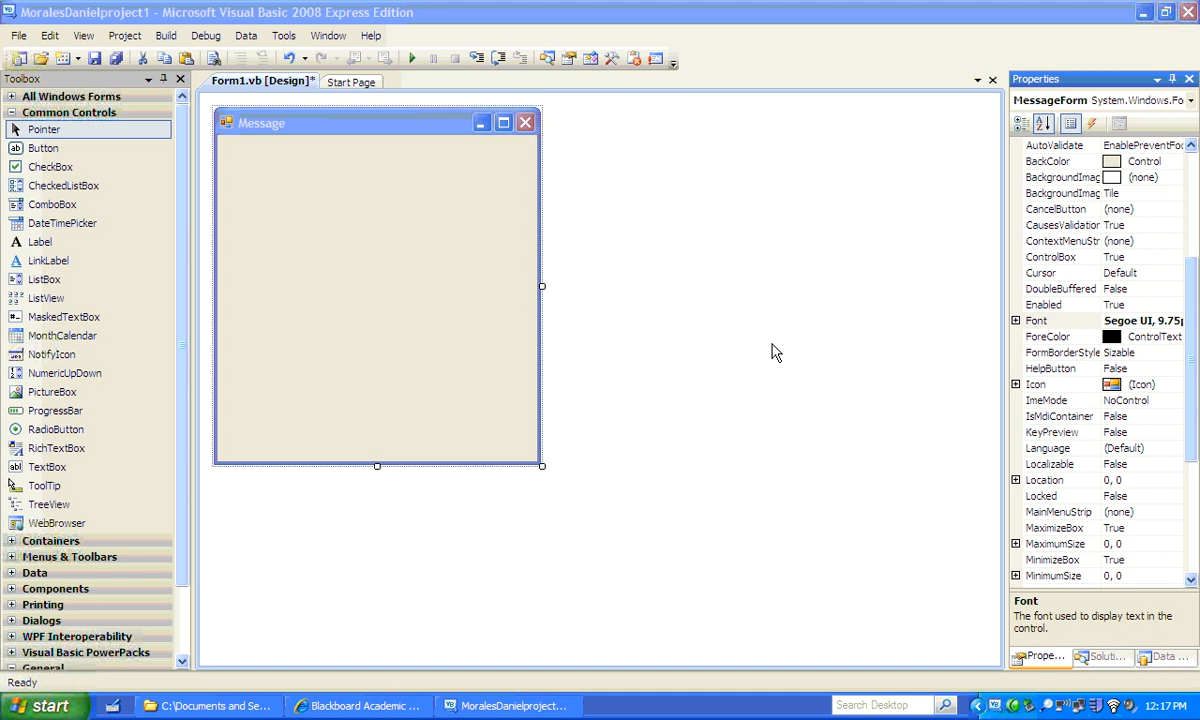 MoralesDanielproject1 - Microsoft Visual Basic 2008 Express Edition
File Edit View Project Build Debug Data Tools Window Help
Toolbox
All Windows Forms
Common Controls
Pointer
Button
CheckBox
CheckedListBox
ComboBox
DateTimePicker
Label
LinkLabel
ListBox
ListView
MaskedTextBox
MonthCalendar
NotifyIcon
NumericUpDown
PictureBox
ProgressBar
RadioButton
RichTextBox
TextBox
ToolTip
TreeView
WebBrowser
Containers
Menus & Toolbars
Data
Components
Printing
Dialogs
WPF Interoperability
Visual Basic PowerPacks
General
Form1.vb [Design]* Start Page
Message
Properties
MessageForm System.Windows.Fo
AutoValidate EnablePreventFoc
BackColor Control
BackgroundImag (none)
BackgroundImag Tile
CancelButton (none)
CausesValidation True
ContextMenuStr (none)
ControlBox True
Cursor Default
DoubleBuffered False
Enabled True
Font Segoe UI, 9.75p
ForeColor ControlText
FormBorderStyle Sizable
HelpButton False
Icon (Icon)
ImeMode NoControl
IsMdiContainer False
KeyPreview False
Language (Default)
Localizable False
Location 0, 0
Locked False
MainMenuStrip (none)
MaximizeBox True
MaximumSize 0, 0
MinimizeBox True
MinimumSize 0, 0
Font
The font used to display text in the
control.
Prope... Soluti... Data ...
Ready
start C:\Documents and Se... Blackboard Academic ... MoralesDanielproject... Search Desktop 12:17 PM